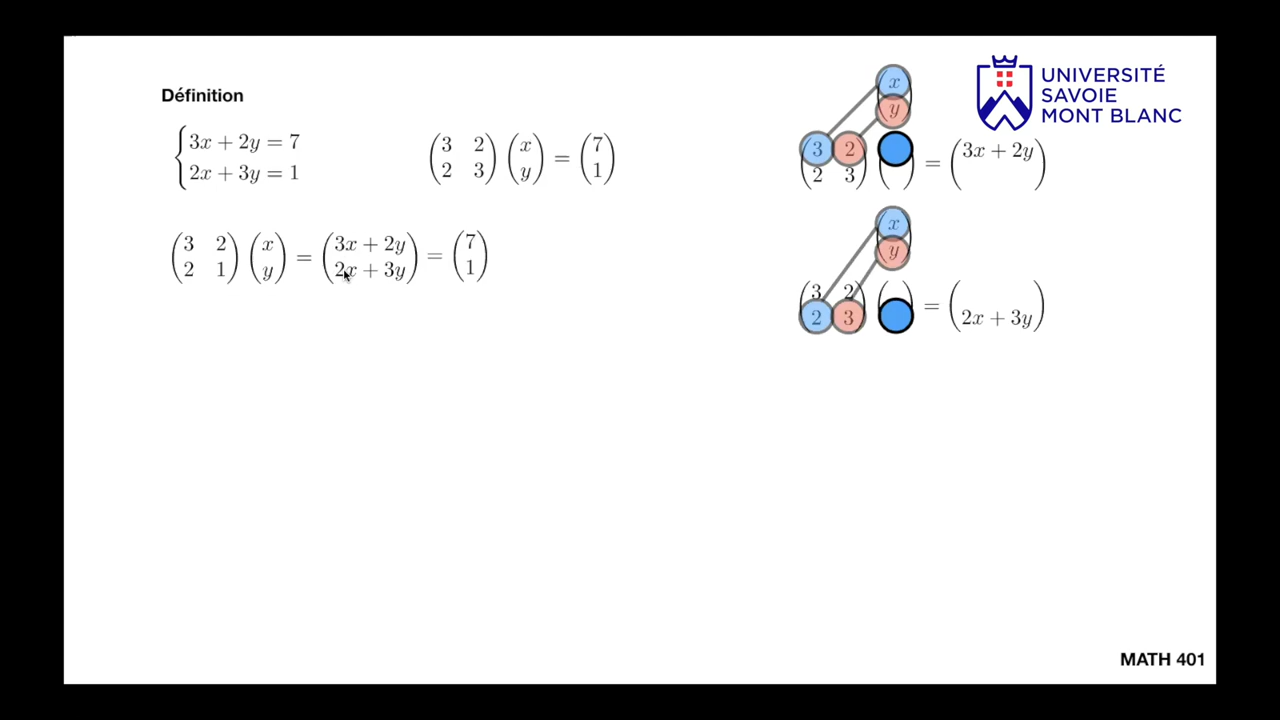 Définition
3x + 2y = 7
2x + 3y = 1
(3 2) (x) = (7)
(2 3) (y) (1)
(3 2) (x) = (3x + 2y) = (7)
(2 1) (y) (2x + 3y) (1)
x
y
(3 2) ( ) = (3x + 2y)
2 3
x
y
(3 2) ( ) = ( )
2 3 2x + 3y
UNIVERSITÉ
SAVOIE
MONT BLANC
MATH 401